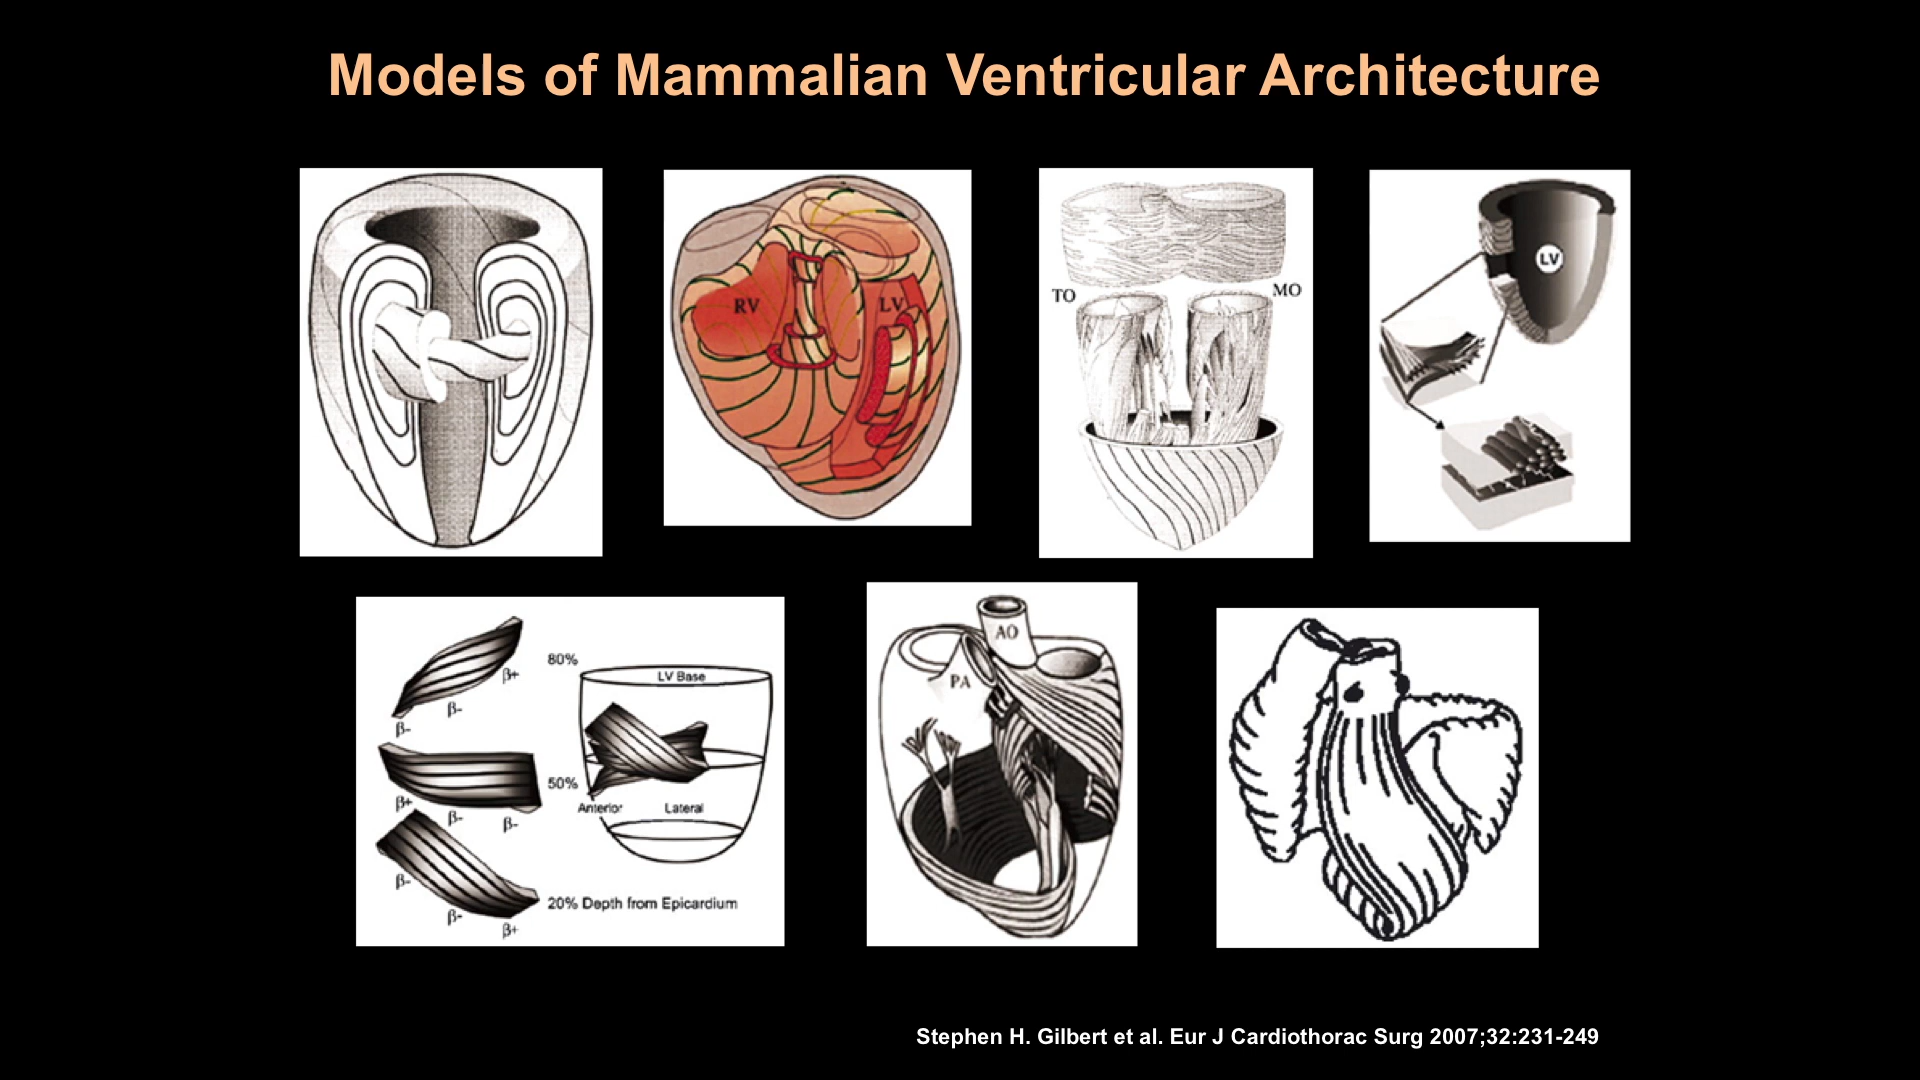 Models of Mammalian Ventricular Architecture
RV
LV
TO
MO
LV
β+
β-
β-
β+
β-
β-
β-
β-
β+
80%
LV Base
50%
Anterior
Lateral
20% Depth from Epicardium
AO
PA
Stephen H. Gilbert et al. Eur J Cardiothorac Surg 2007;32:231-249